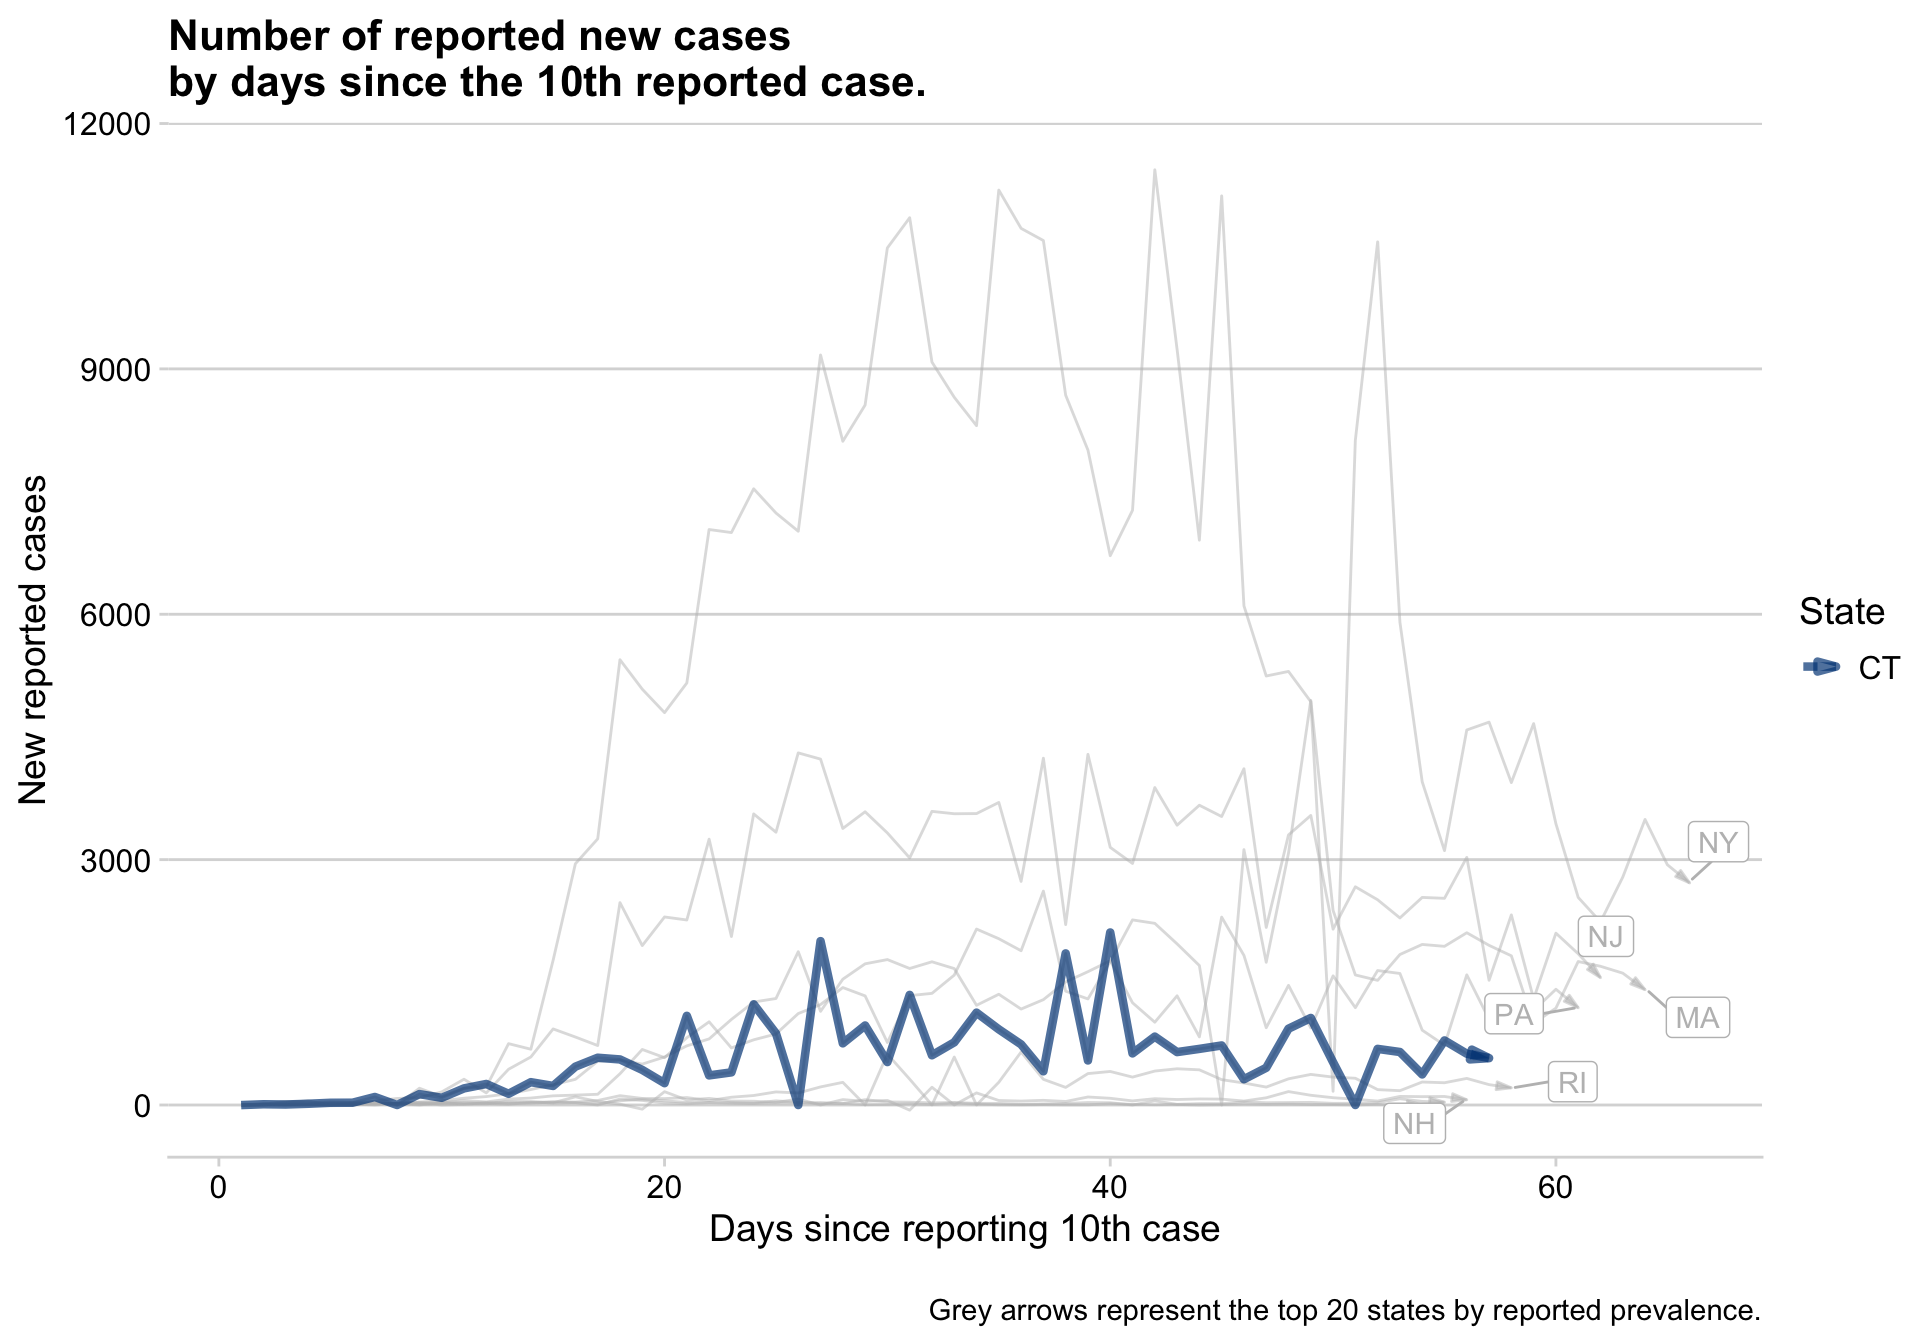 Number of reported new cases
by days since the 10th reported case.
12000
9000
6000
3000
0
New reported cases
NY
NJ
PA
MA
RI
NH
State
CT
0
20
40
60
Days since reporting 10th case
Grey arrows represent the top 20 states by reported prevalence.